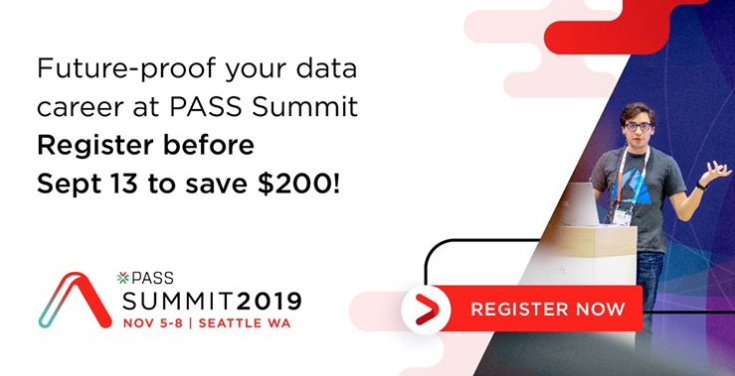 Future-proof your data
career at PASS Summit
Register before
Sept 13 to save $200!
PASS
SUMMIT2019
NOV 5-8 | SEATTLE WA
REGISTER NOW